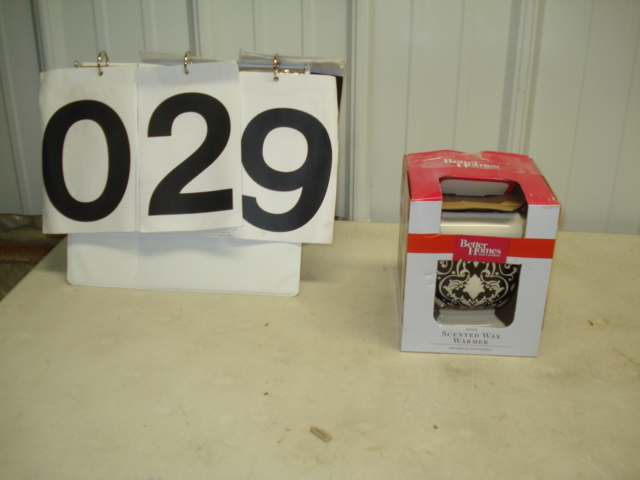 029
Better Homes
Better
Homes
SCENTED WAX
WARMER